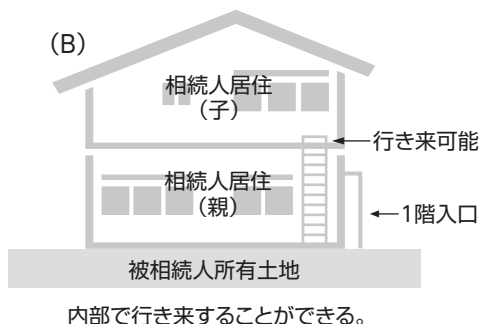 (B)
相続人居住
(子)
行き来可能
相続人居住
(親)
1階入口
被相続人所有土地
内部で行き来することができる。